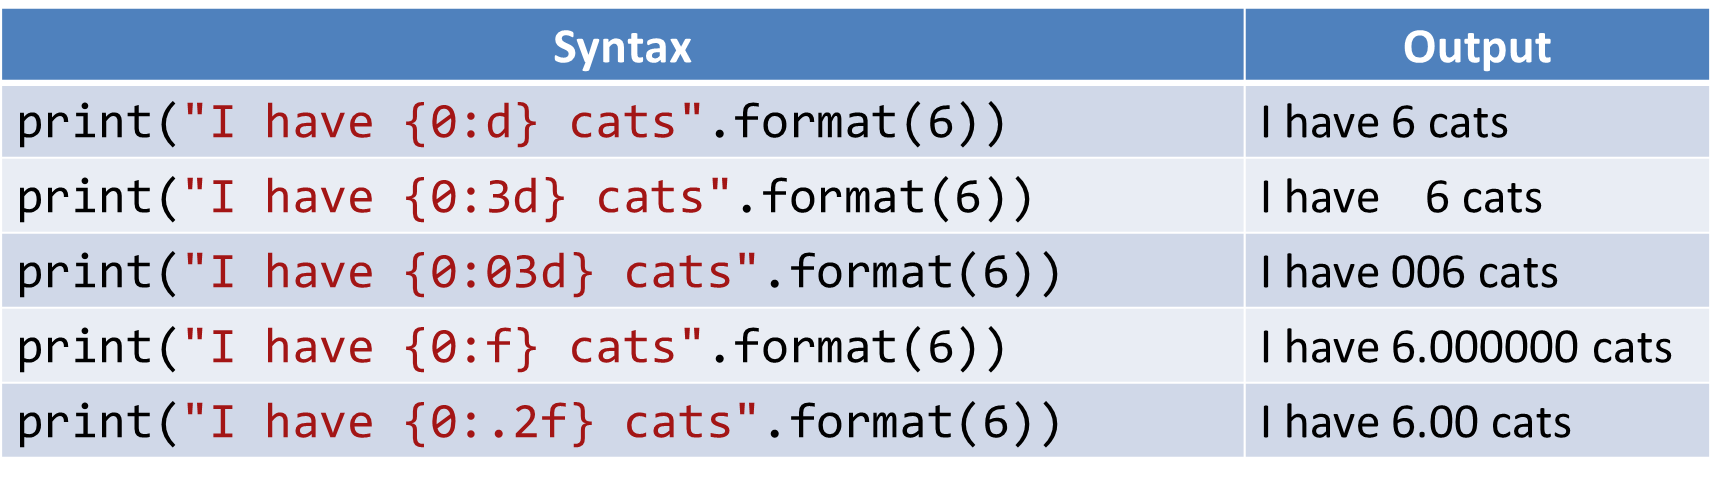 Syntax Output
print("I have {0:d} cats".format(6)) I have 6 cats
print("I have {0:3d} cats".format(6)) I have   6 cats
print("I have {0:03d} cats".format(6)) I have 006 cats
print("I have {0:f} cats".format(6)) I have 6.000000 cats
print("I have {0:.2f} cats".format(6)) I have 6.00 cats